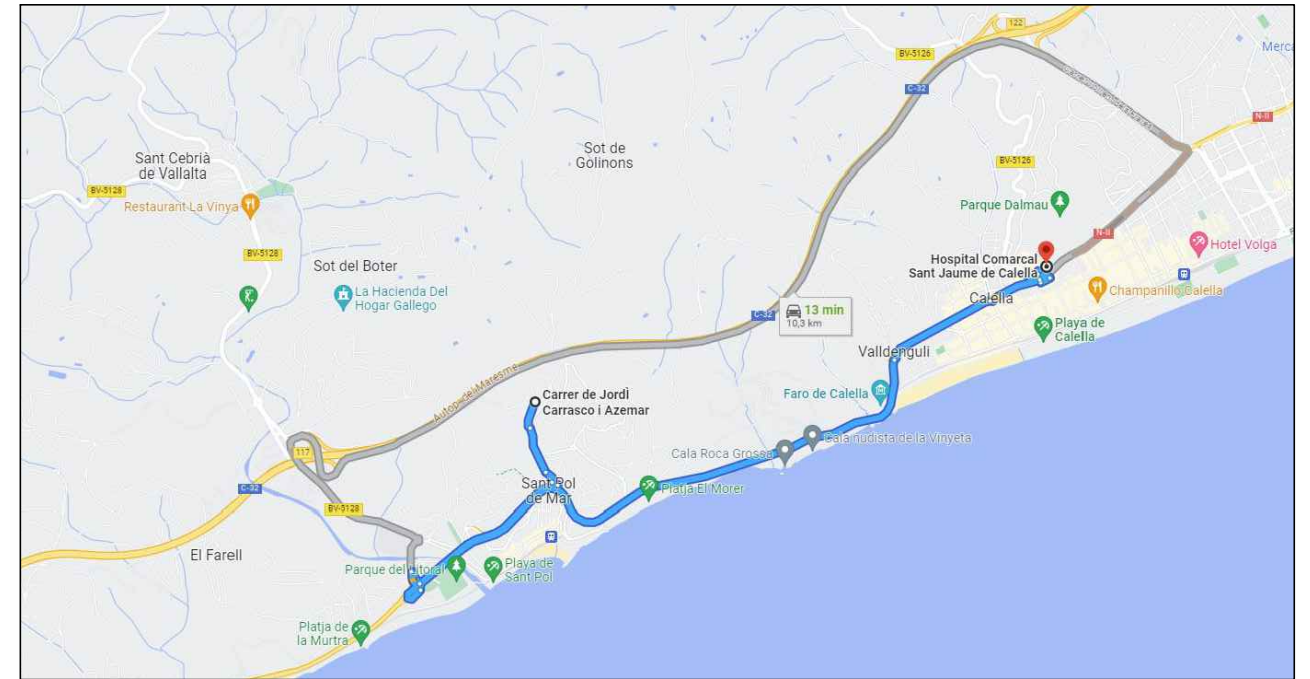 122
BV-5126
Merc
C-32
N-II
Sot de
Golinons
Sant Cebrià
de Vallalta
BV-5128
Restaurant La Vinya
BV-5126
Parque Dalmau
N-II
Hotel Volga
BV-5128
Sot del Boter
Hospital Comarcal
Sant Jaume de Calella
La Hacienda Del
Hogar Gallego
Calella
Champanillo Calella
C-32
13 min
10,3 km
Playa de
Calella
Valldenguli
Autop. del Maresme
Faro de Calella
Carrer de Jordi
Carrasco i Azemar
Cala nudista de la Vinyeta
Cala Roca Grossa
117
Sant Pol
de Mar
Platja El Morer
C-32
BV-5128
El Farell
Parque del Litoral
Playa de
Sant Pol
Platja de
la Murtra